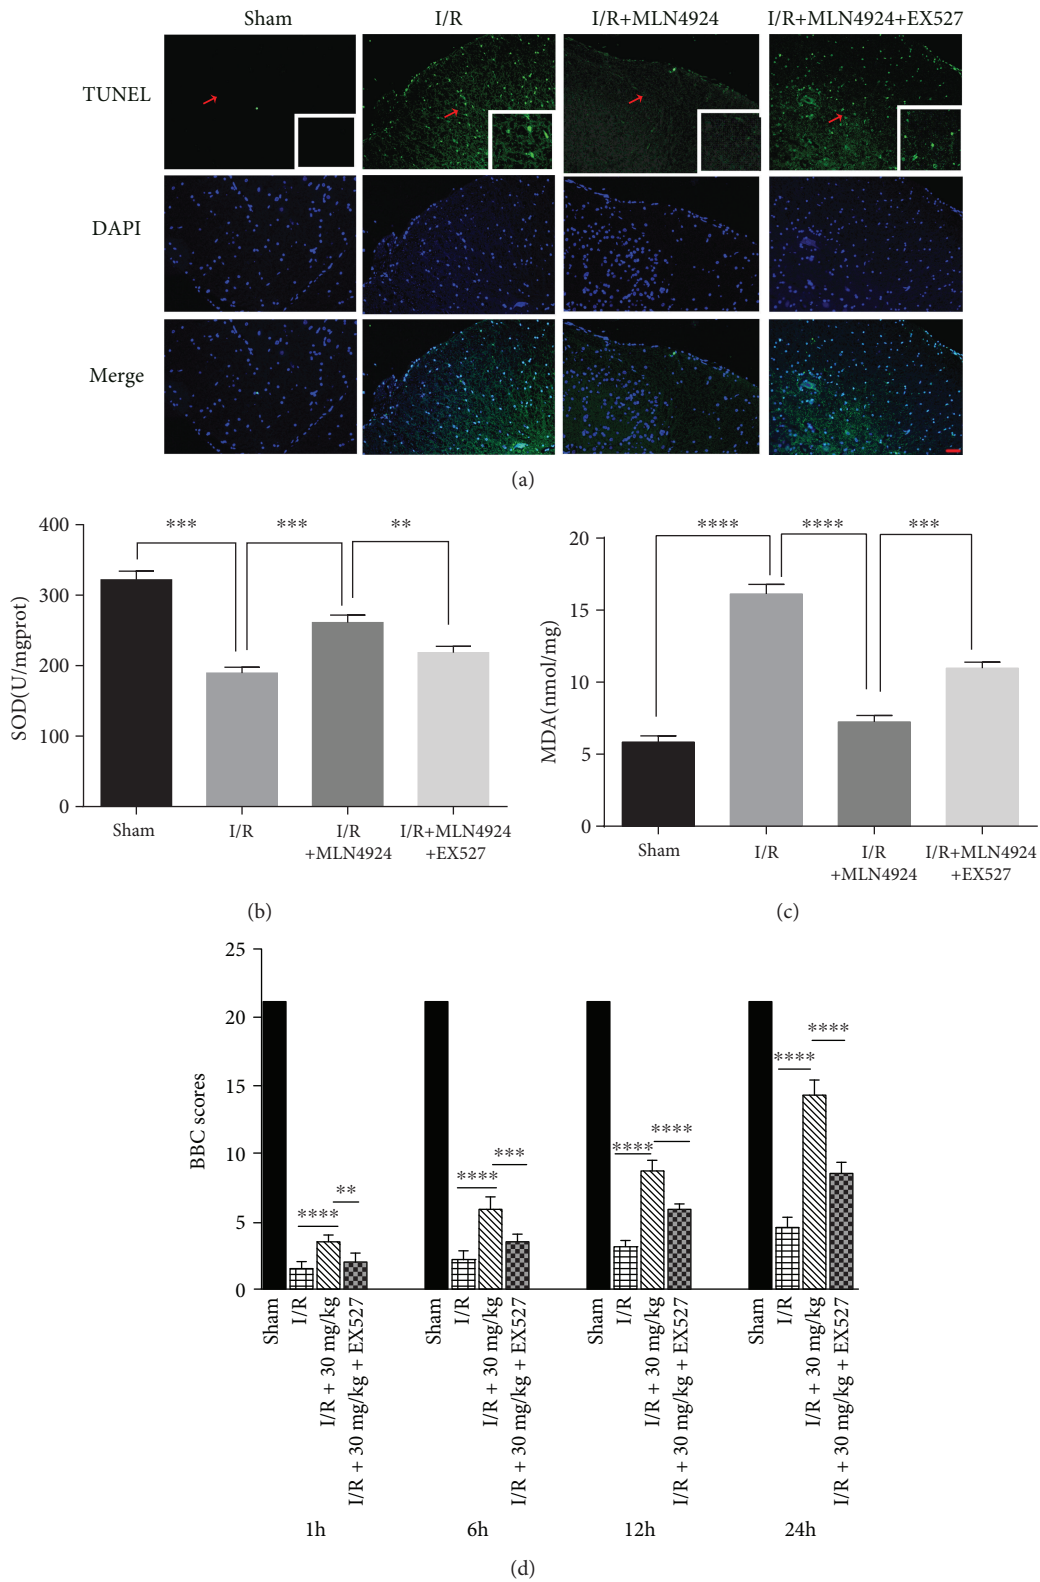 Sham I/R I/R+MLN4924 I/R+MLN4924+EX527
TUNEL
DAPI
Merge
(a)
400
300
200
100
0
SOD(U/mgprot)
*** *** **
Sham
I/R
I/R
+MLN4924
I/R+MLN4924
+EX527
(b)
20
15
10
5
0
MDA(nmol/mg)
**** **** ***
Sham
I/R
I/R
+MLN4924
I/R+MLN4924
+EX527
(c)
25
20
15
10
5
0
BBC scores
**** **
**** ***
**** ****
**** ****
Sham
I/R
I/R + 30 mg/kg
I/R + 30 mg/kg + EX527
Sham
I/R
I/R + 30 mg/kg
I/R + 30 mg/kg + EX527
Sham
I/R
I/R + 30 mg/kg
I/R + 30 mg/kg + EX527
Sham
I/R
I/R + 30 mg/kg
I/R + 30 mg/kg + EX527
1h 6h 12h 24h
(d)